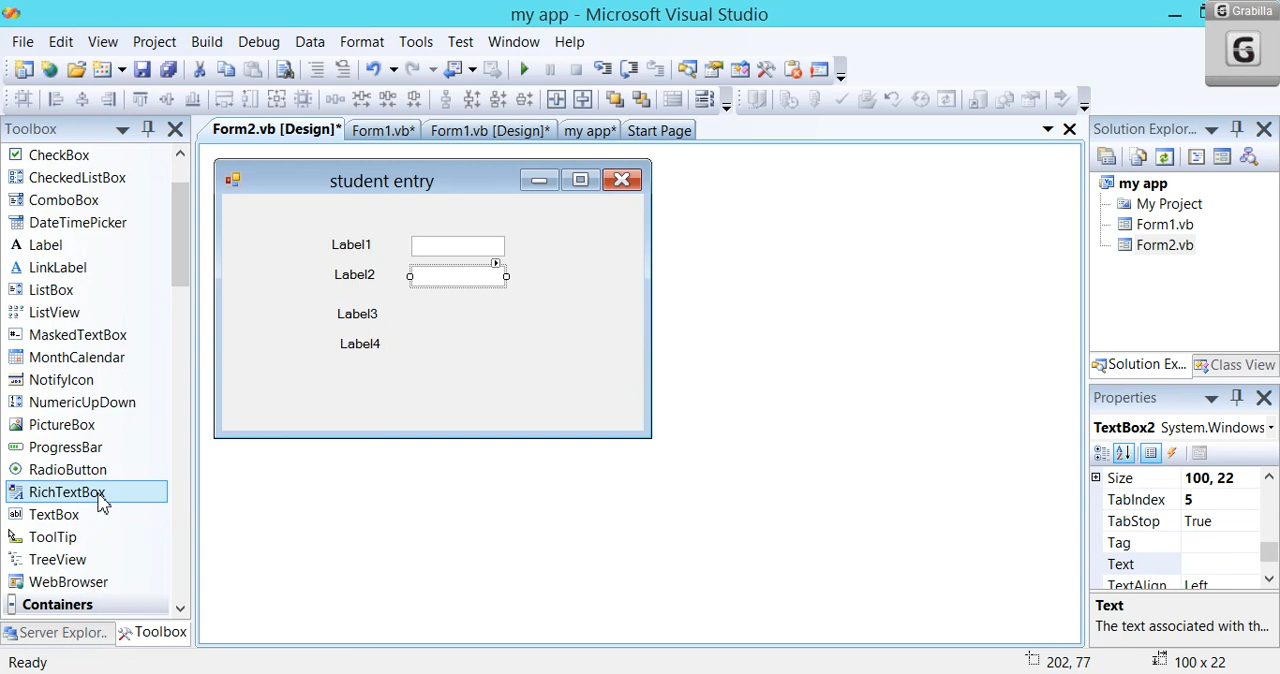 my app - Microsoft Visual Studio
Grabilla
G
File Edit View Project Build Debug Data Format Tools Test Window Help
Toolbox
Form2.vb [Design]* Form1.vb* Form1.vb [Design]* my app* Start Page
Solution Explor...
CheckBox
CheckedListBox
ComboBox
DateTimePicker
A Label
A LinkLabel
ListBox
ListView
MaskedTextBox
MonthCalendar
NotifyIcon
NumericUpDown
PictureBox
ProgressBar
RadioButton
RichTextBox
abl TextBox
ToolTip
TreeView
WebBrowser
Containers
Server Explor.. Toolbox
student entry
Label1
Label2
Label3
Label4
my app
My Project
Form1.vb
Form2.vb
Solution Ex... Class View
Properties
TextBox2 System.Windows
Size 100, 22
TabIndex 5
TabStop True
Tag
Text
TextAlign Left
Text
The text associated with th...
Ready
202, 77
100 x 22